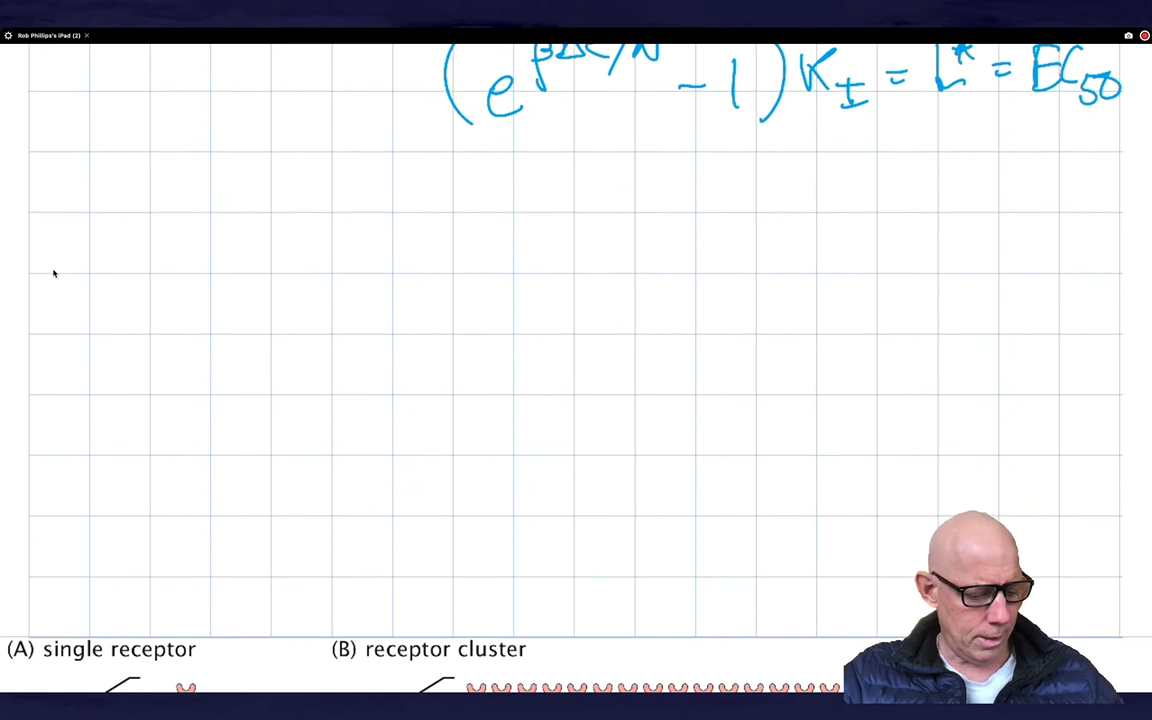 Rob Phillips's iPad (2)
(e^{βΔε/N} - 1) K_I = L* = EC_50
(A) single receptor (B) receptor cluster